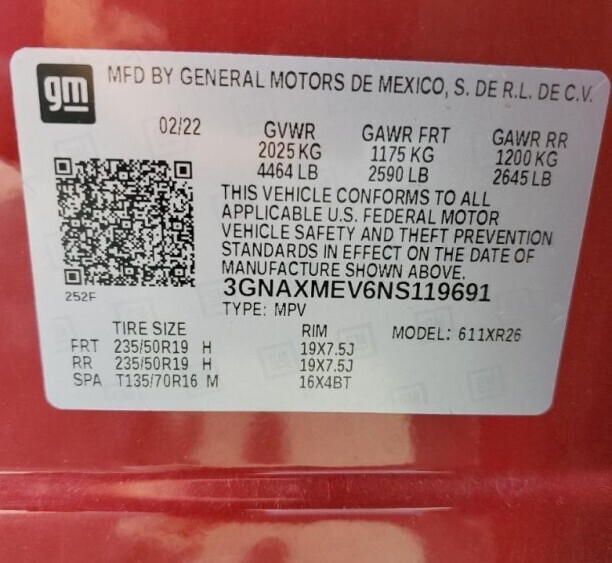 gm MFD BY GENERAL MOTORS DE MEXICO, S. DE R.L. DE C.V.
02/22 GVWR GAWR FRT GAWR RR
2025 KG 1175 KG 1200 KG
4464 LB 2590 LB 2645 LB
THIS VEHICLE CONFORMS TO ALL
APPLICABLE U.S. FEDERAL MOTOR
VEHICLE SAFETY AND THEFT PREVENTION
STANDARDS IN EFFECT ON THE DATE OF
MANUFACTURE SHOWN ABOVE.
252F
3GNAXMEV6NS119691
TYPE: MPV
TIRE SIZE RIM MODEL: 611XR26
FRT 235/50R19 H 19X7.5J
RR 235/50R19 H 19X7.5J
SPA T135/70R16 M 16X4BT